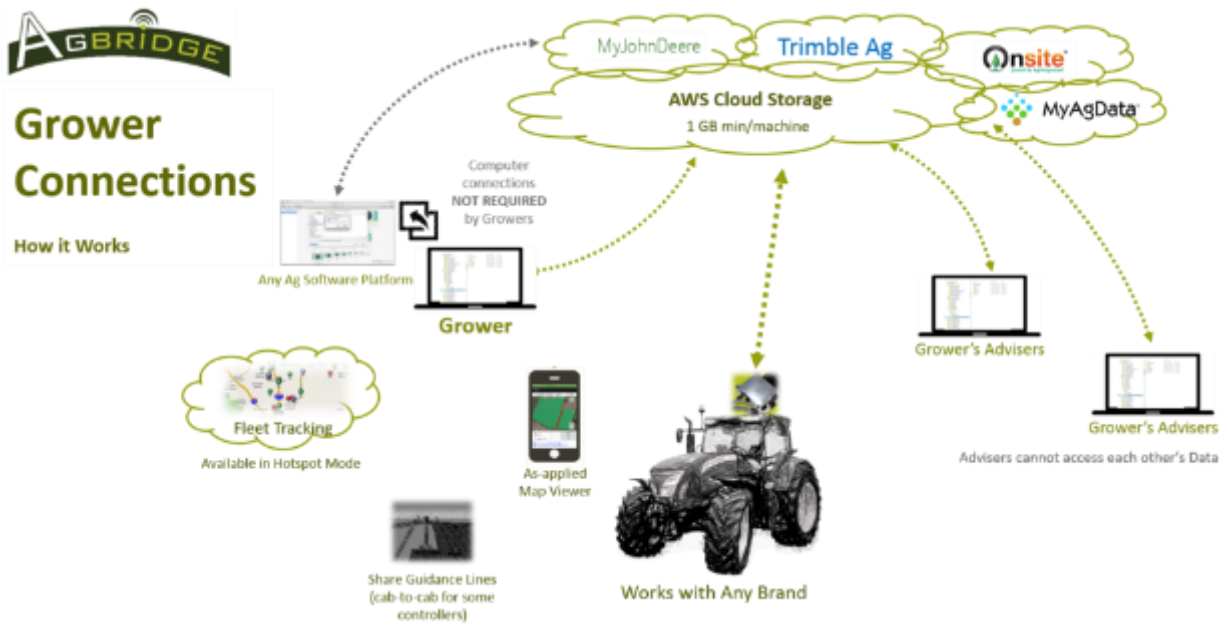 AGBRIDGE
Grower
Connections
How it Works
MyJohnDeere
Trimble Ag
Onsite
AWS Cloud Storage
1 GB min/machine
MyAgData
Computer
connections
NOT REQUIRED
by Growers
Any Ag Software Platform
Grower
Grower's Advisers
Grower's Advisers
Advisers cannot access each other's Data
Fleet Tracking
Available in Hotspot Mode
As-applied
Map Viewer
Share Guidance Lines
(cab-to-cab for some
controllers)
Works with Any Brand